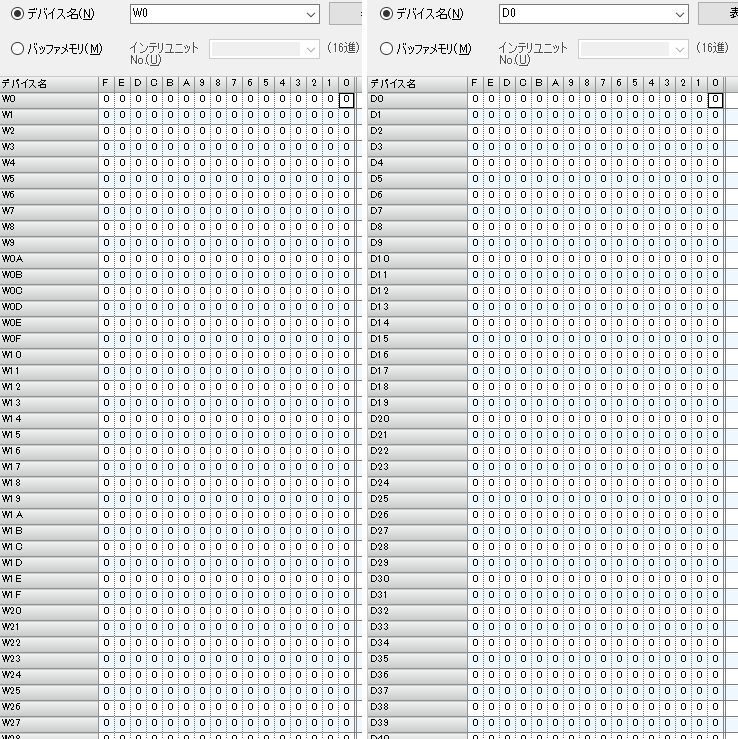 デバイス名(N) W0
バッファメモリ(M) インテリユニット No.(U) (16進)
デバイス名 F E D C B A 9 8 7 6 5 4 3 2 1 0
W0 0 0 0 0 0 0 0 0 0 0 0 0 0 0 0 0
W1 0 0 0 0 0 0 0 0 0 0 0 0 0 0 0 0
W2 0 0 0 0 0 0 0 0 0 0 0 0 0 0 0 0
W3 0 0 0 0 0 0 0 0 0 0 0 0 0 0 0 0
W4 0 0 0 0 0 0 0 0 0 0 0 0 0 0 0 0
W5 0 0 0 0 0 0 0 0 0 0 0 0 0 0 0 0
W6 0 0 0 0 0 0 0 0 0 0 0 0 0 0 0 0
W7 0 0 0 0 0 0 0 0 0 0 0 0 0 0 0 0
W8 0 0 0 0 0 0 0 0 0 0 0 0 0 0 0 0
W9 0 0 0 0 0 0 0 0 0 0 0 0 0 0 0 0
W0A 0 0 0 0 0 0 0 0 0 0 0 0 0 0 0 0
W0B 0 0 0 0 0 0 0 0 0 0 0 0 0 0 0 0
W0C 0 0 0 0 0 0 0 0 0 0 0 0 0 0 0 0
W0D 0 0 0 0 0 0 0 0 0 0 0 0 0 0 0 0
W0E 0 0 0 0 0 0 0 0 0 0 0 0 0 0 0 0
W0F 0 0 0 0 0 0 0 0 0 0 0 0 0 0 0 0
W10 0 0 0 0 0 0 0 0 0 0 0 0 0 0 0 0
W11 0 0 0 0 0 0 0 0 0 0 0 0 0 0 0 0
W12 0 0 0 0 0 0 0 0 0 0 0 0 0 0 0 0
W13 0 0 0 0 0 0 0 0 0 0 0 0 0 0 0 0
W14 0 0 0 0 0 0 0 0 0 0 0 0 0 0 0 0
W15 0 0 0 0 0 0 0 0 0 0 0 0 0 0 0 0
W16 0 0 0 0 0 0 0 0 0 0 0 0 0 0 0 0
W17 0 0 0 0 0 0 0 0 0 0 0 0 0 0 0 0
W18 0 0 0 0 0 0 0 0 0 0 0 0 0 0 0 0
W19 0 0 0 0 0 0 0 0 0 0 0 0 0 0 0 0
W1A 0 0 0 0 0 0 0 0 0 0 0 0 0 0 0 0
W1B 0 0 0 0 0 0 0 0 0 0 0 0 0 0 0 0
W1C 0 0 0 0 0 0 0 0 0 0 0 0 0 0 0 0
W1D 0 0 0 0 0 0 0 0 0 0 0 0 0 0 0 0
W1E 0 0 0 0 0 0 0 0 0 0 0 0 0 0 0 0
W1F 0 0 0 0 0 0 0 0 0 0 0 0 0 0 0 0
W20 0 0 0 0 0 0 0 0 0 0 0 0 0 0 0 0
W21 0 0 0 0 0 0 0 0 0 0 0 0 0 0 0 0
W22 0 0 0 0 0 0 0 0 0 0 0 0 0 0 0 0
W23 0 0 0 0 0 0 0 0 0 0 0 0 0 0 0 0
W24 0 0 0 0 0 0 0 0 0 0 0 0 0 0 0 0
W25 0 0 0 0 0 0 0 0 0 0 0 0 0 0 0 0
W26 0 0 0 0 0 0 0 0 0 0 0 0 0 0 0 0
W27 0 0 0 0 0 0 0 0 0 0 0 0 0 0 0 0
デバイス名(N) D0
バッファメモリ(M) インテリユニット No.(U) (16進)
デバイス名 F E D C B A 9 8 7 6 5 4 3 2 1 0
D0 0 0 0 0 0 0 0 0 0 0 0 0 0 0 0 0
D1 0 0 0 0 0 0 0 0 0 0 0 0 0 0 0 0
D2 0 0 0 0 0 0 0 0 0 0 0 0 0 0 0 0
D3 0 0 0 0 0 0 0 0 0 0 0 0 0 0 0 0
D4 0 0 0 0 0 0 0 0 0 0 0 0 0 0 0 0
D5 0 0 0 0 0 0 0 0 0 0 0 0 0 0 0 0
D6 0 0 0 0 0 0 0 0 0 0 0 0 0 0 0 0
D7 0 0 0 0 0 0 0 0 0 0 0 0 0 0 0 0
D8 0 0 0 0 0 0 0 0 0 0 0 0 0 0 0 0
D9 0 0 0 0 0 0 0 0 0 0 0 0 0 0 0 0
D10 0 0 0 0 0 0 0 0 0 0 0 0 0 0 0 0
D11 0 0 0 0 0 0 0 0 0 0 0 0 0 0 0 0
D12 0 0 0 0 0 0 0 0 0 0 0 0 0 0 0 0
D13 0 0 0 0 0 0 0 0 0 0 0 0 0 0 0 0
D14 0 0 0 0 0 0 0 0 0 0 0 0 0 0 0 0
D15 0 0 0 0 0 0 0 0 0 0 0 0 0 0 0 0
D16 0 0 0 0 0 0 0 0 0 0 0 0 0 0 0 0
D17 0 0 0 0 0 0 0 0 0 0 0 0 0 0 0 0
D18 0 0 0 0 0 0 0 0 0 0 0 0 0 0 0 0
D19 0 0 0 0 0 0 0 0 0 0 0 0 0 0 0 0
D20 0 0 0 0 0 0 0 0 0 0 0 0 0 0 0 0
D21 0 0 0 0 0 0 0 0 0 0 0 0 0 0 0 0
D22 0 0 0 0 0 0 0 0 0 0 0 0 0 0 0 0
D23 0 0 0 0 0 0 0 0 0 0 0 0 0 0 0 0
D24 0 0 0 0 0 0 0 0 0 0 0 0 0 0 0 0
D25 0 0 0 0 0 0 0 0 0 0 0 0 0 0 0 0
D26 0 0 0 0 0 0 0 0 0 0 0 0 0 0 0 0
D27 0 0 0 0 0 0 0 0 0 0 0 0 0 0 0 0
D28 0 0 0 0 0 0 0 0 0 0 0 0 0 0 0 0
D29 0 0 0 0 0 0 0 0 0 0 0 0 0 0 0 0
D30 0 0 0 0 0 0 0 0 0 0 0 0 0 0 0 0
D31 0 0 0 0 0 0 0 0 0 0 0 0 0 0 0 0
D32 0 0 0 0 0 0 0 0 0 0 0 0 0 0 0 0
D33 0 0 0 0 0 0 0 0 0 0 0 0 0 0 0 0
D34 0 0 0 0 0 0 0 0 0 0 0 0 0 0 0 0
D35 0 0 0 0 0 0 0 0 0 0 0 0 0 0 0 0
D36 0 0 0 0 0 0 0 0 0 0 0 0 0 0 0 0
D37 0 0 0 0 0 0 0 0 0 0 0 0 0 0 0 0
D38 0 0 0 0 0 0 0 0 0 0 0 0 0 0 0 0
D39 0 0 0 0 0 0 0 0 0 0 0 0 0 0 0 0